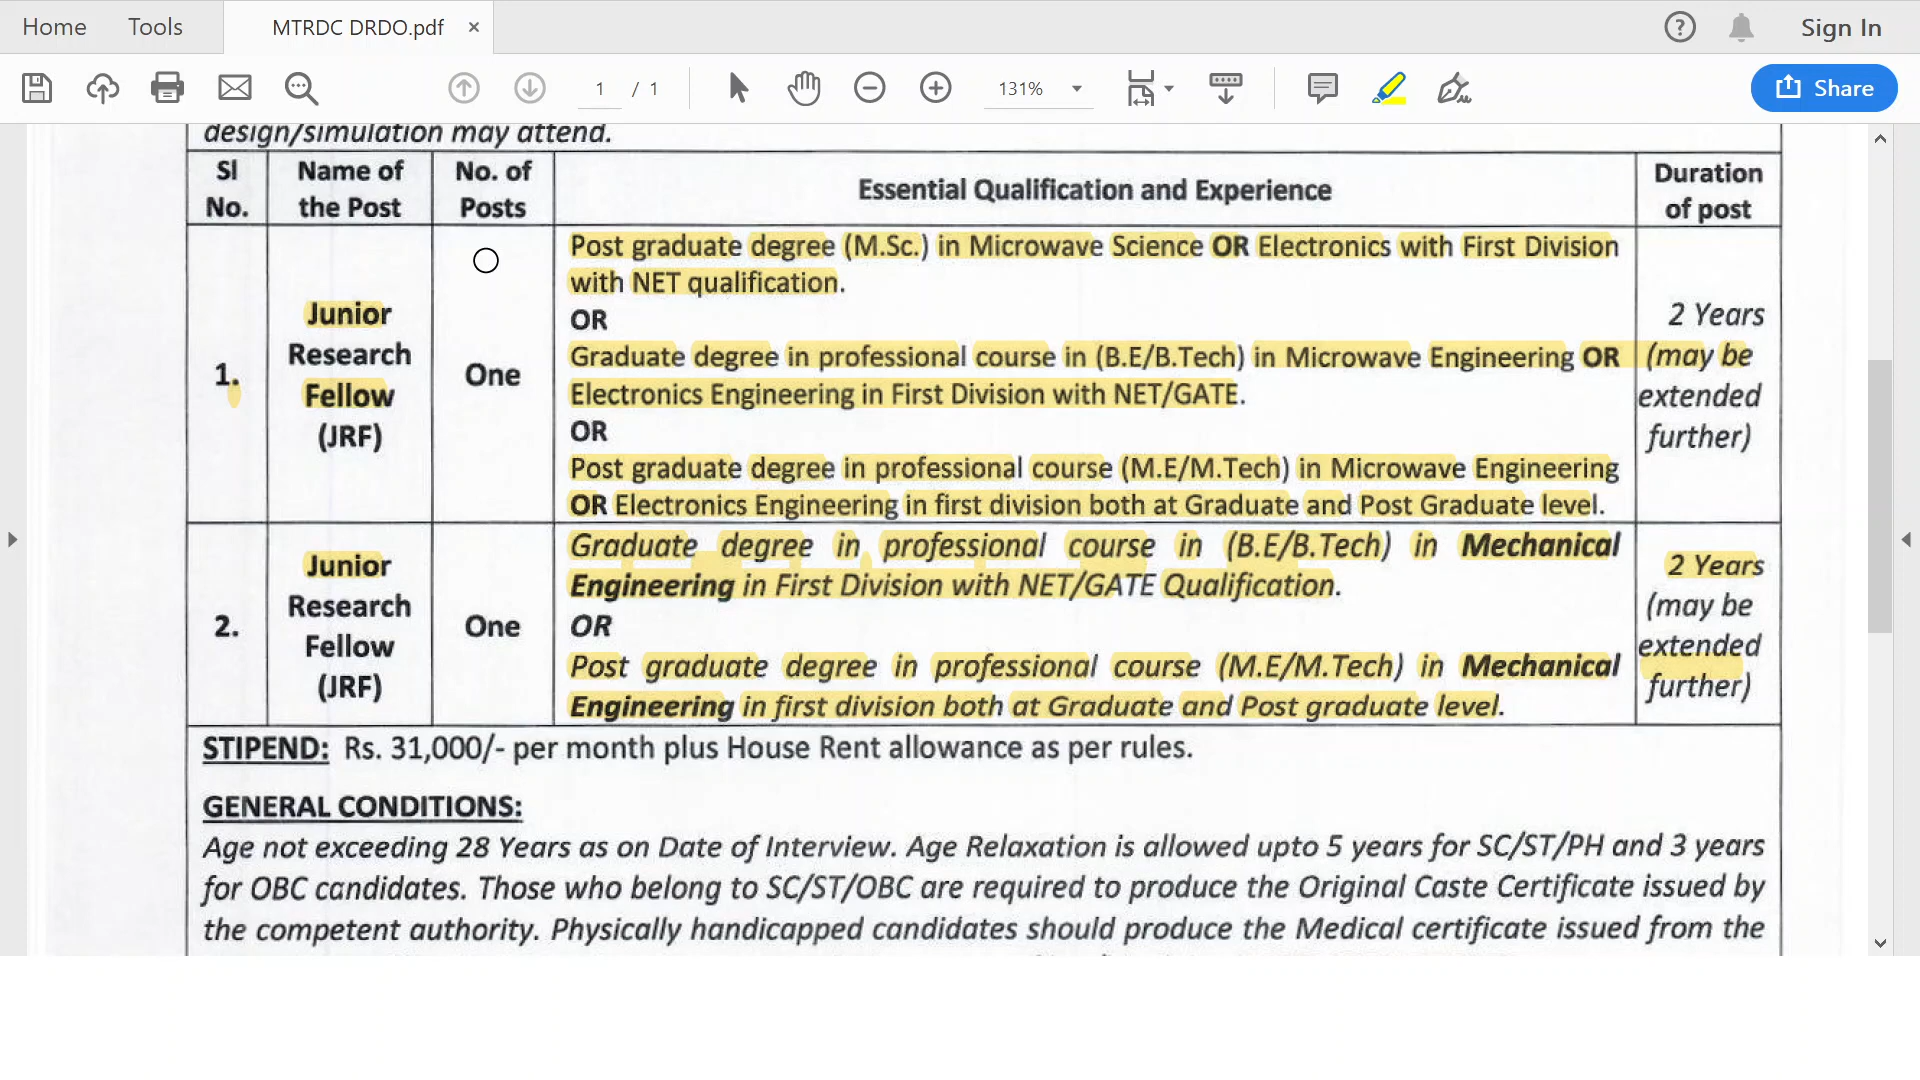 Home Tools MTRDC DRDO.pdf × ? Sign In
1 / 1 131% Share
design/simulation may attend.
Sl No. Name of the Post No. of Posts Essential Qualification and Experience Duration of post
1. Junior Research Fellow (JRF) One
Post graduate degree (M.Sc.) in Microwave Science OR Electronics with First Division
with NET qualification.
OR
Graduate degree in professional course in (B.E/B.Tech) in Microwave Engineering OR
Electronics Engineering in First Division with NET/GATE.
OR
Post graduate degree in professional course (M.E/M.Tech) in Microwave Engineering
OR Electronics Engineering in first division both at Graduate and Post Graduate level.
2 Years
(may be
extended
further)
2. Junior Research Fellow (JRF) One
Graduate degree in professional course in (B.E/B.Tech) in Mechanical
Engineering in First Division with NET/GATE Qualification.
OR
Post graduate degree in professional course (M.E/M.Tech) in Mechanical
Engineering in first division both at Graduate and Post graduate level.
2 Years
(may be
extended
further)
STIPEND: Rs. 31,000/- per month plus House Rent allowance as per rules.
GENERAL CONDITIONS:
Age not exceeding 28 Years as on Date of Interview. Age Relaxation is allowed upto 5 years for SC/ST/PH and 3 years
for OBC candidates. Those who belong to SC/ST/OBC are required to produce the Original Caste Certificate issued by
the competent authority. Physically handicapped candidates should produce the Medical certificate issued from the